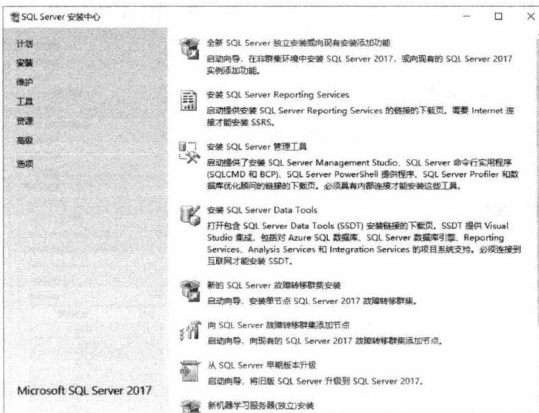 SQL Server 安装中心
计划
安装
维护
工具
资源
高级
选项
全新 SQL Server 独立安装或向现有安装添加功能
启动向导，在非群集环境中安装 SQL Server 2017，或向现有的 SQL Server 2017
实例添加功能。
安装 SQL Server Reporting Services
启动提供安装 SQL Server Reporting Services 的链接的下载页。需要 Internet 连
接才能安装 SSRS。
安装 SQL Server 管理工具
启动提供了安装 SQL Server Management Studio、SQL Server 命令行实用程序
(SQLCMD 和 BCP)、SQL Server PowerShell 提供程序、SQL Server Profiler 和数
据库优化顾问的链接的下载页。必须具有内部连接才能安装这些工具。
安装 SQL Server Data Tools
打开包含 SQL Server Data Tools (SSDT) 安装链接的下载页。SSDT 提供 Visual
Studio 集成，包括对 Azure SQL 数据库、SQL Server 数据库引擎、Reporting
Services、Analysis Services 和 Integration Services 的项目系统支持。必须连接到
互联网才能安装 SSDT。
新的 SQL Server 故障转移群集安装
启动向导，安装单节点 SQL Server 2017 故障转移群集。
向 SQL Server 故障转移群集添加节点
启动向导，向现有的 SQL Server 2017 故障转移群集添加节点。
从 SQL Server 早期版本升级
启动向导，将旧版 SQL Server 升级到 SQL Server 2017。
新机器学习服务器(独立)安装
Microsoft SQL Server 2017